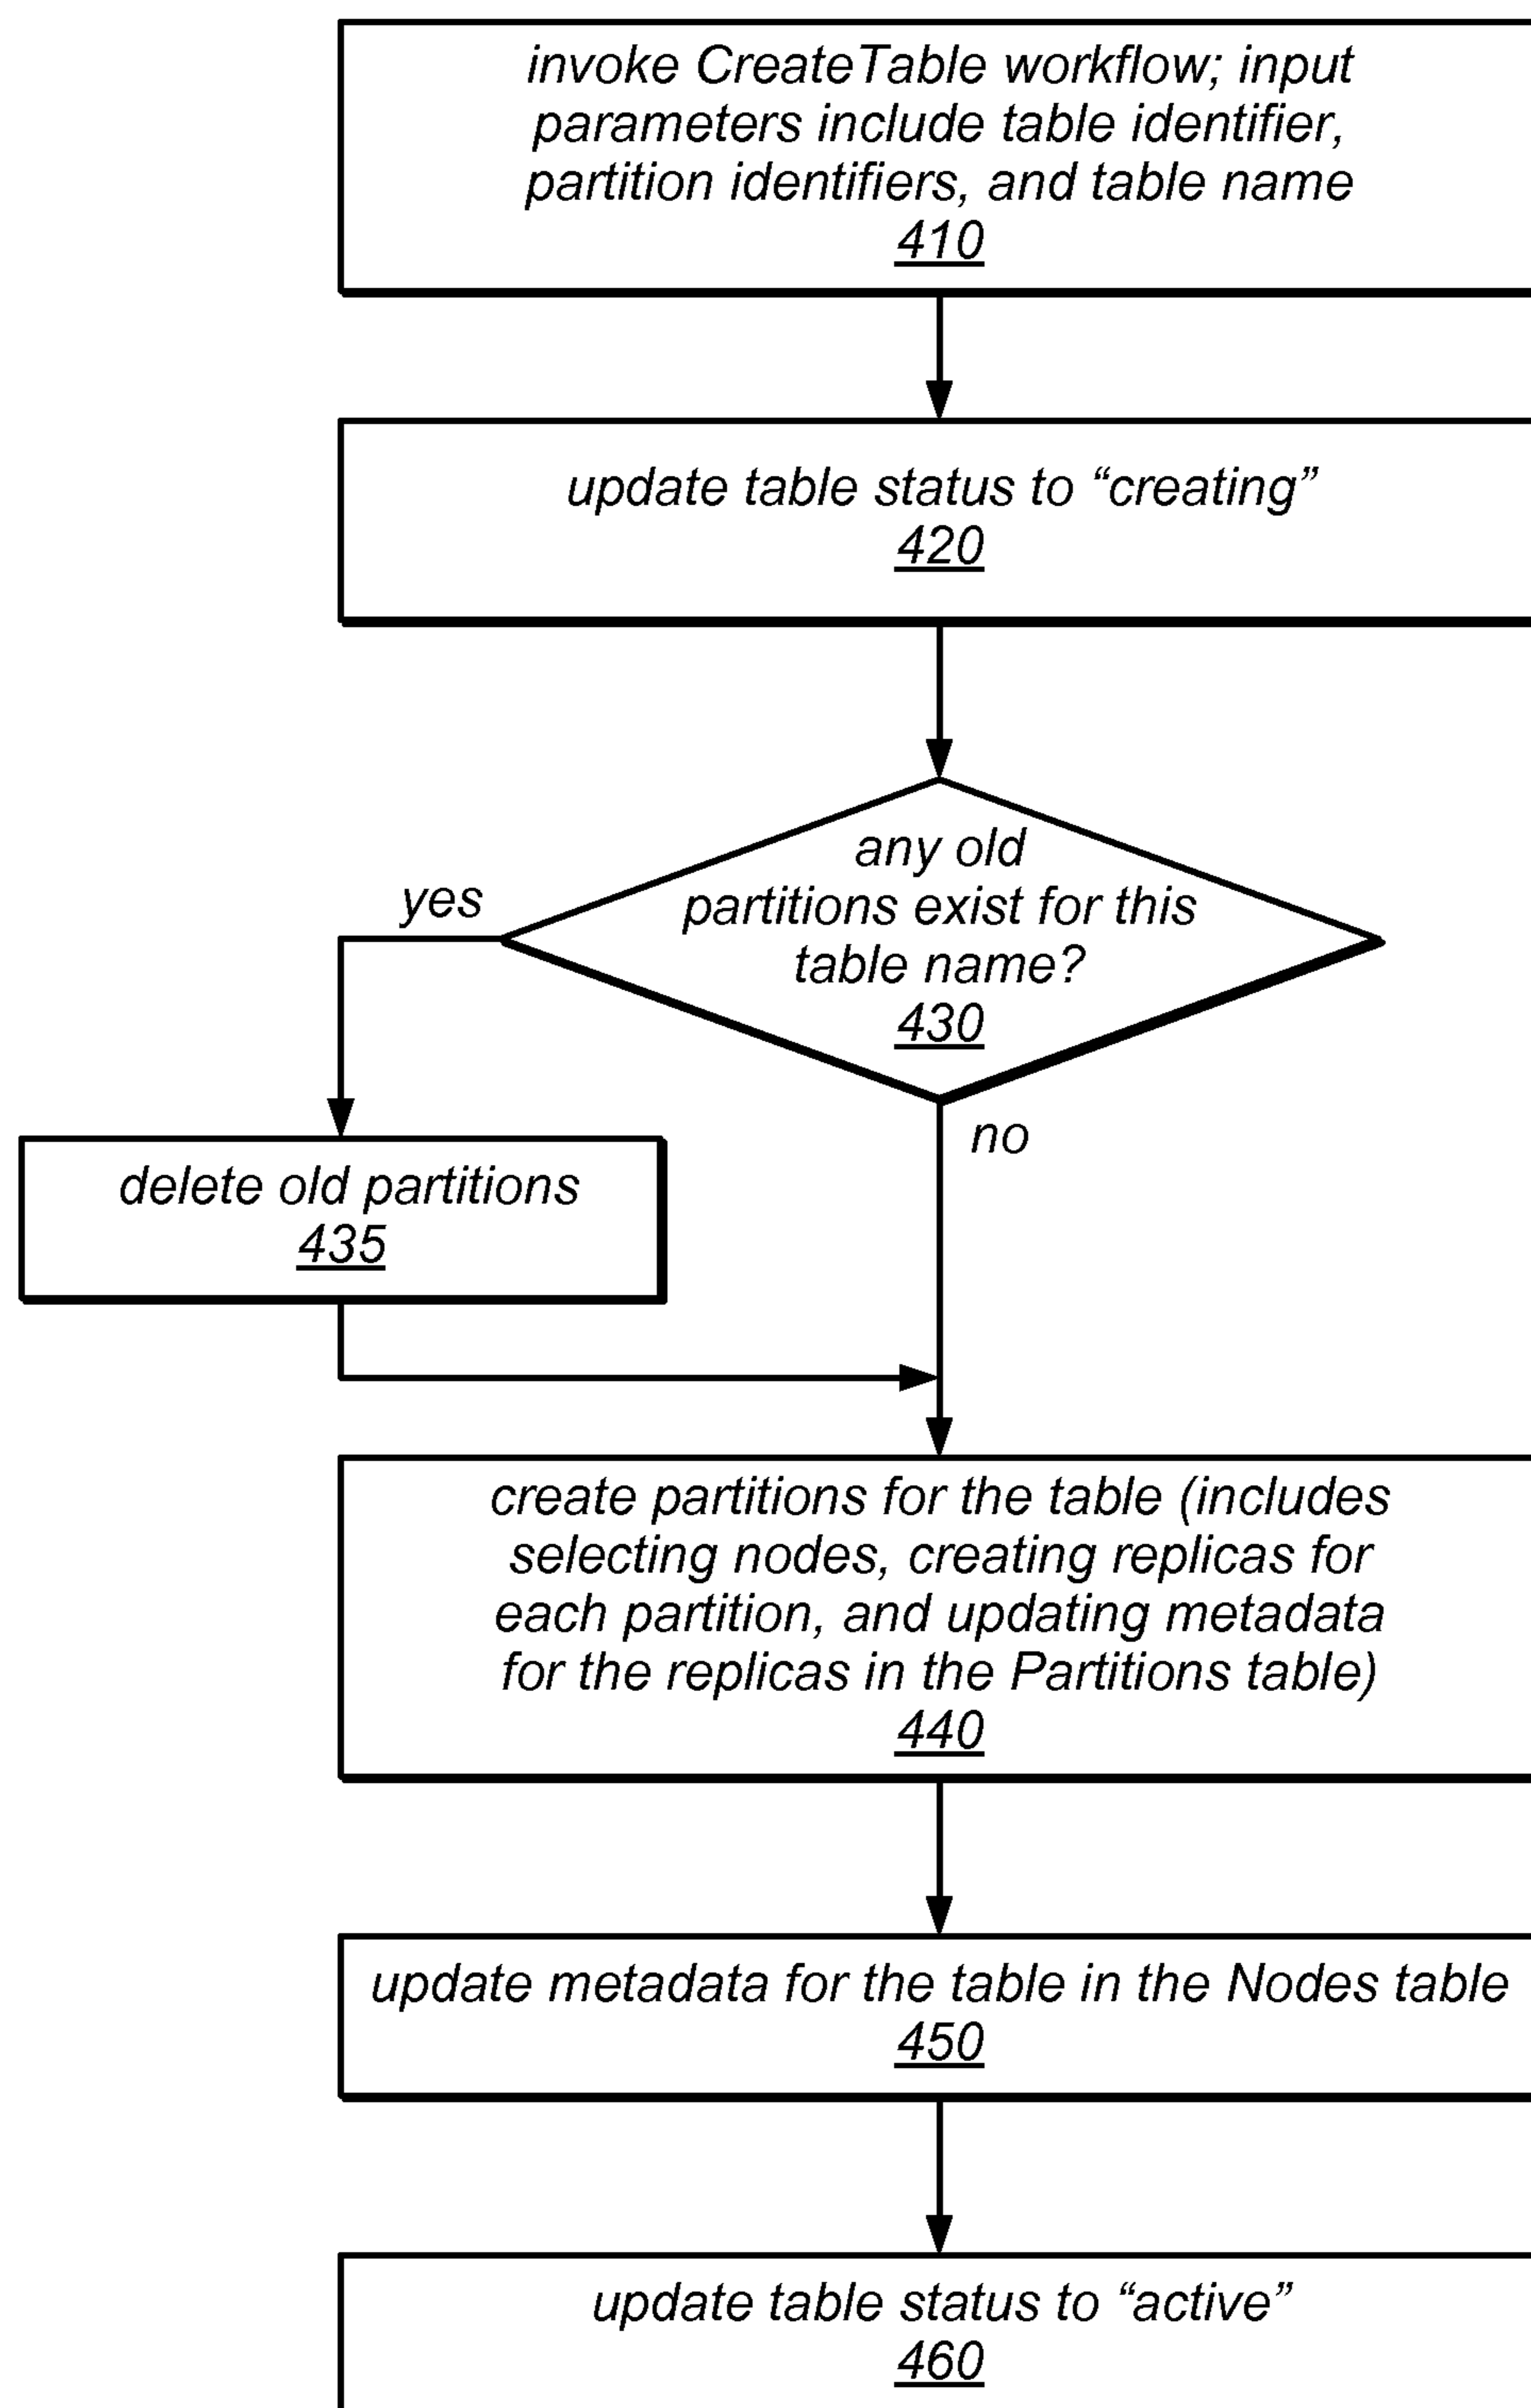 invoke CreateTable workflow; input
parameters include table identifier,
partition identifiers, and table name
410
update table status to “creating”
420
any old
partitions exist for this
table name?
430
yes
no
delete old partitions
435
create partitions for the table (includes
selecting nodes, creating replicas for
each partition, and updating metadata
for the replicas in the Partitions table)
440
update metadata for the table in the Nodes table
450
update table status to “active”
460